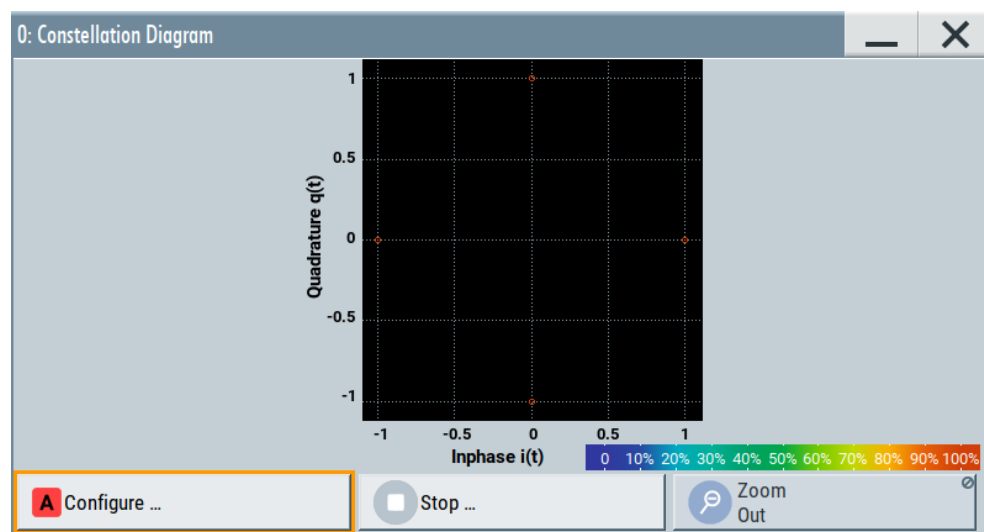 0: Constellation Diagram
1
0.5
0
-0.5
-1
Quadrature q(t)
-1 -0.5 0 0.5 1
Inphase i(t)
0 10% 20% 30% 40% 50% 60% 70% 80% 90% 100%
A Configure ...
Stop ...
Zoom
Out